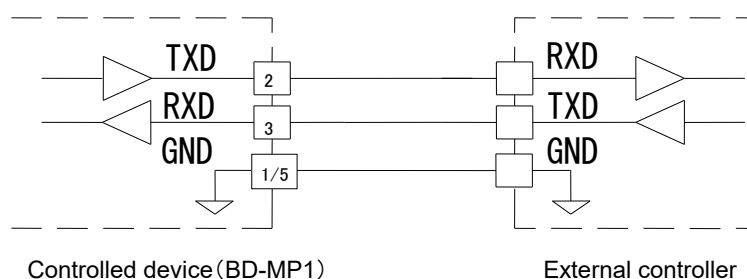 TXD 2 RXD
RXD 3 TXD
GND 1/5 GND
Controlled device（BD-MP1） External controller